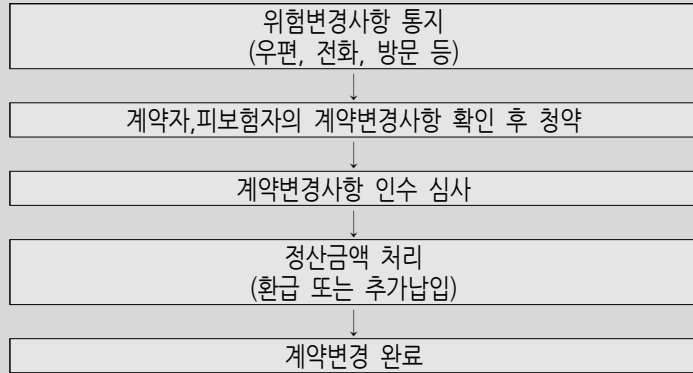 위험변경사항 통지
(우편, 전화, 방문 등)
↓
계약자,피보험자의 계약변경사항 확인 후 청약
↓
계약변경사항 인수 심사
↓
정산금액 처리
(환급 또는 추가납입)
↓
계약변경 완료